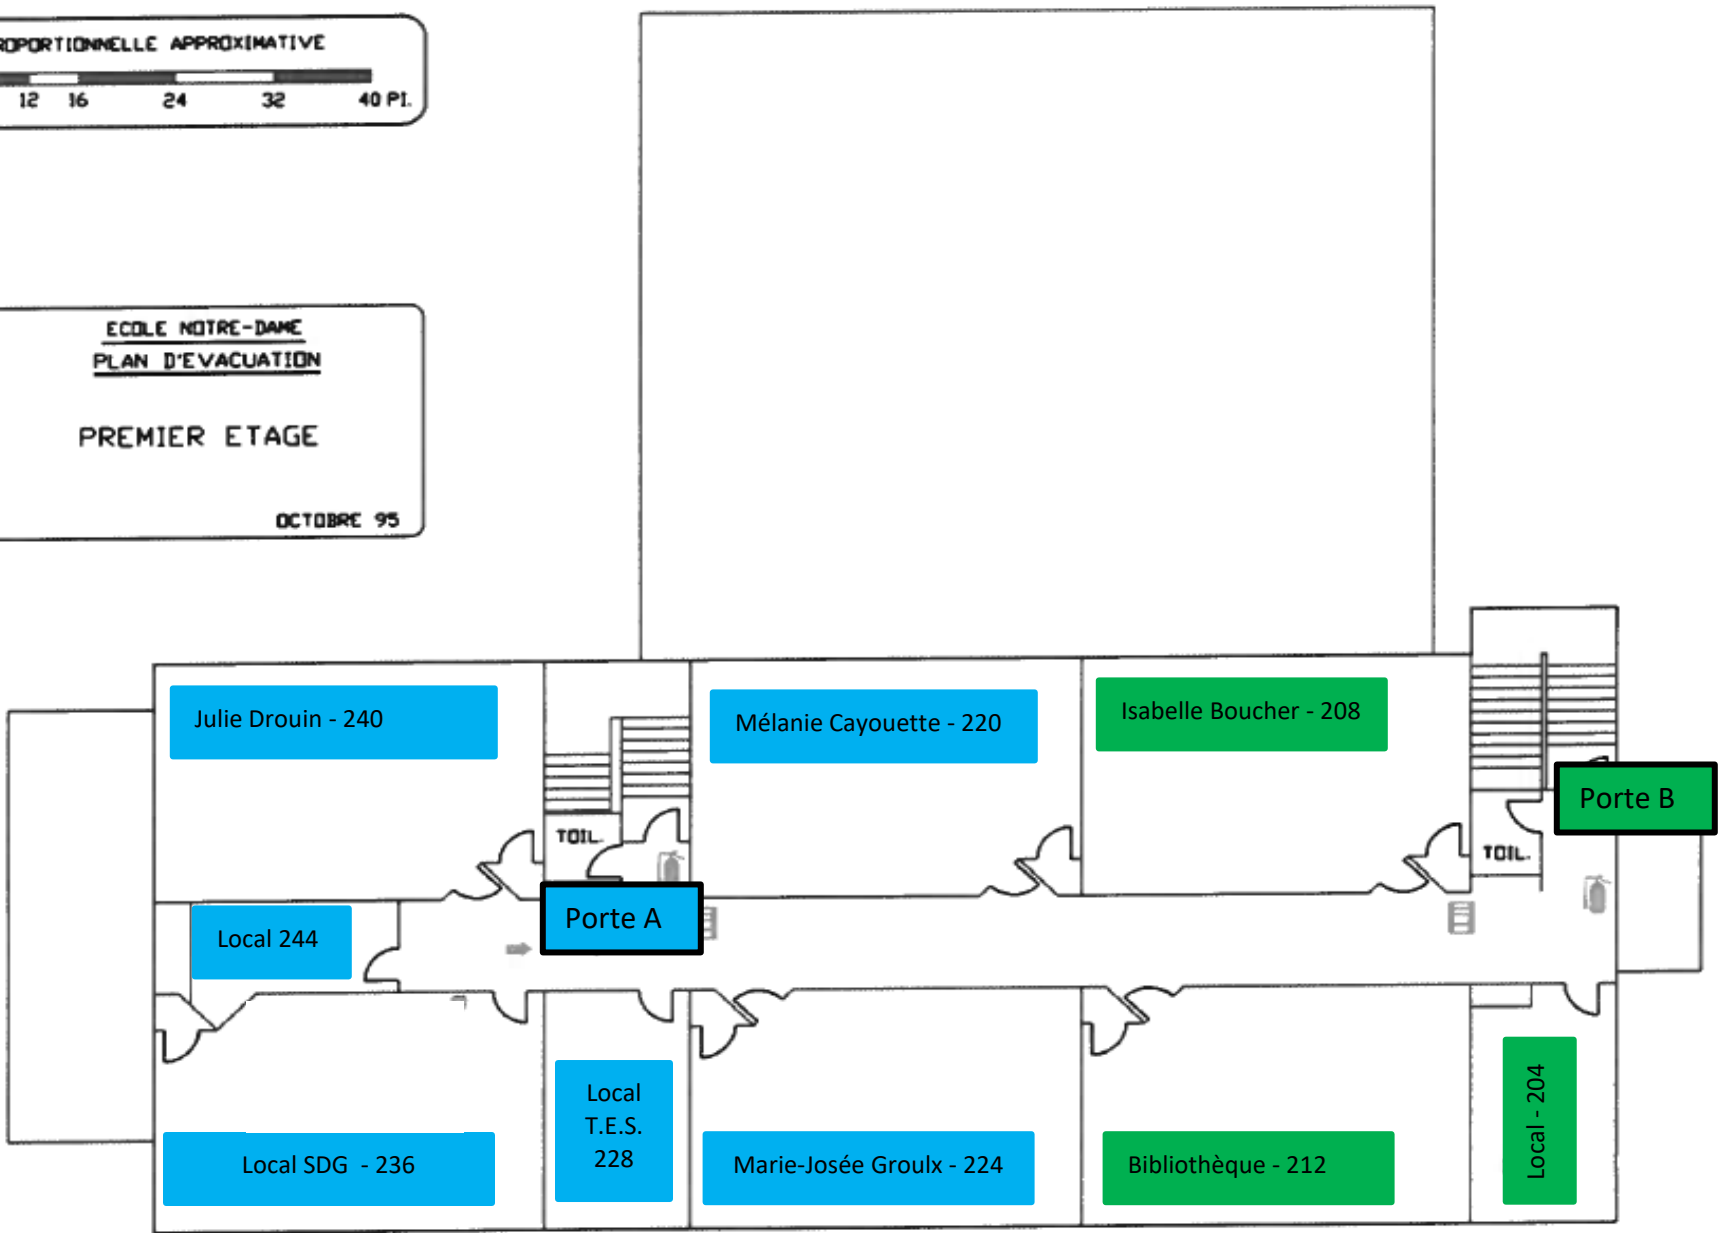 ROPORTIONNELLE APPROXIMATIVE
12 16 24 32 40 PI.
ECOLE NOTRE-DAME
PLAN D'EVACUATION
PREMIER ETAGE
OCTOBRE 95
Julie Drouin - 240
Mélanie Cayouette - 220
Isabelle Boucher - 208
Porte B
TOIL.
TOIL.
Porte A
Local 244
Local
T.E.S.
228
Local SDG - 236
Marie-Josée Groulx - 224
Bibliothèque - 212
Local - 204